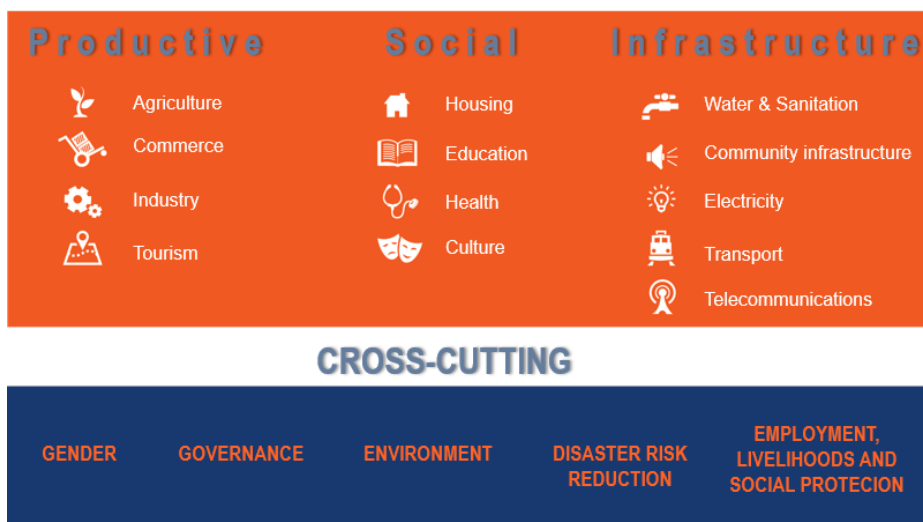 Productive
Agriculture
Commerce
Industry
Tourism
Social
Housing
Education
Health
Culture
Infrastructure
Water & Sanitation
Community infrastructure
Electricity
Transport
Telecommunications
CROSS-CUTTING
GENDER
GOVERNANCE
ENVIRONMENT
DISASTER RISK
REDUCTION
EMPLOYMENT,
LIVELIHOODS AND
SOCIAL PROTECION